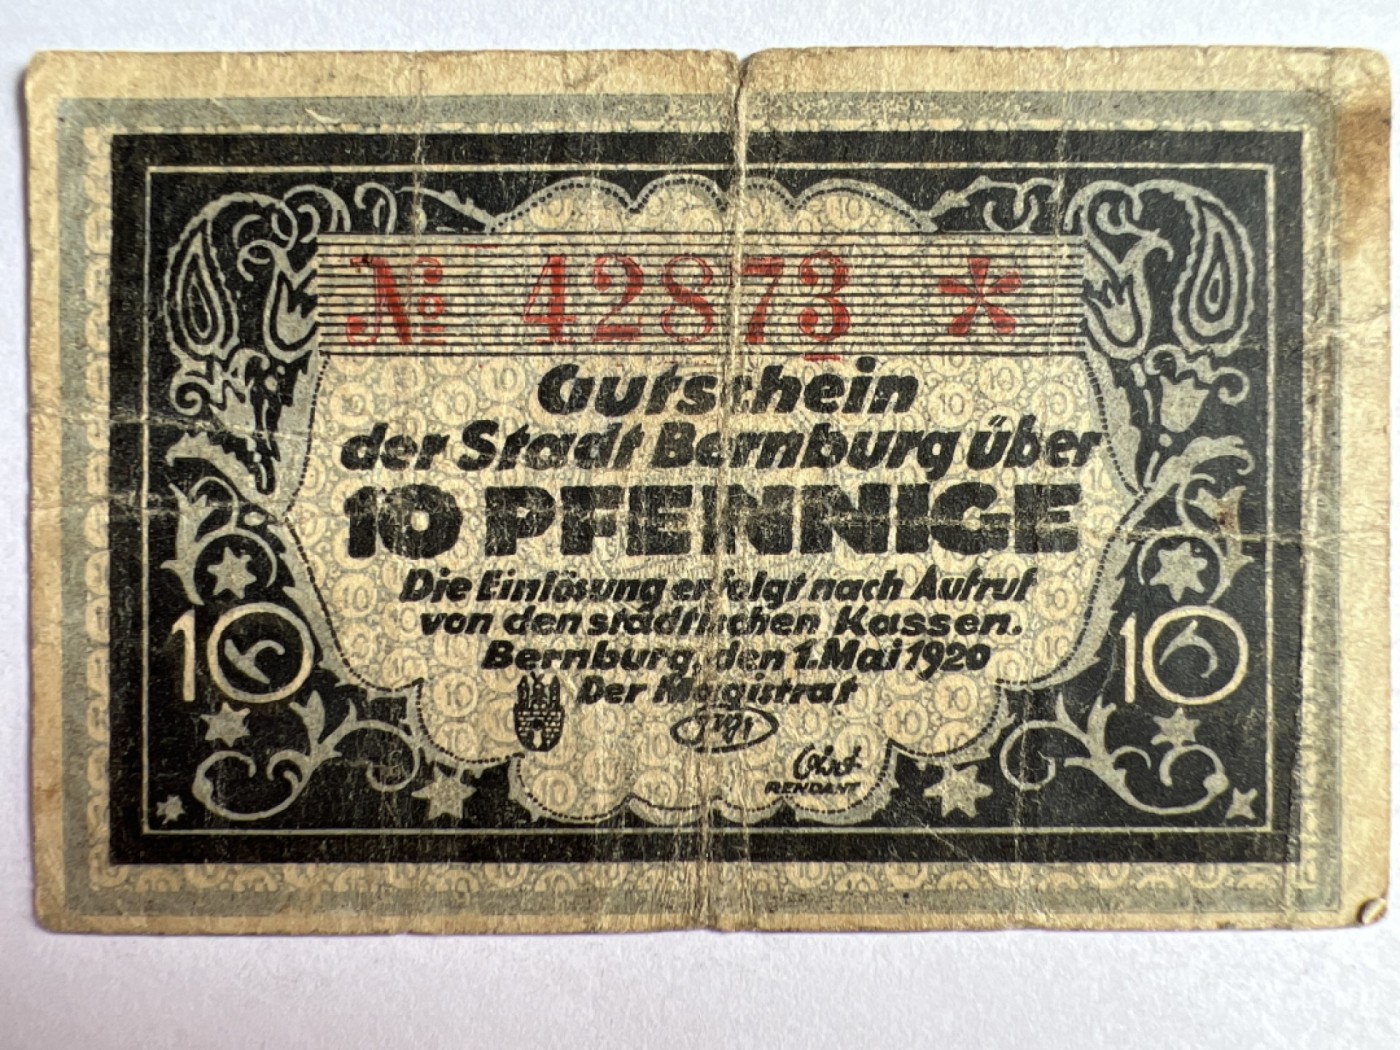 № 42873 *
Gutschein
der Stadt Bernburg über
10 PFENNIGE
Die Einlösung erfolgt nach Aufruf
von den städtischen Kassen.
Bernburg, den 1. Mai 1920
Der Magistrat
RENDANT
10
10